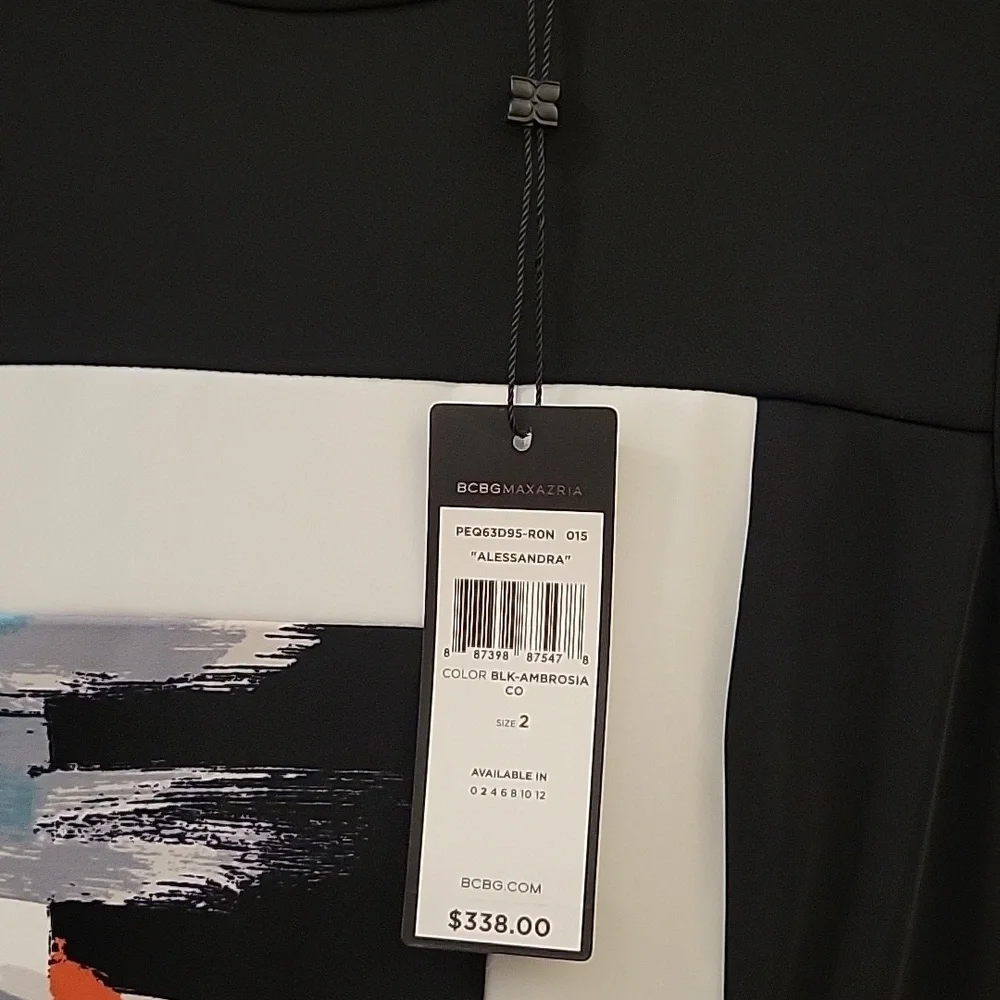 BCBGMAXAZRIA
PEQ63D95-R0N 015
"ALESSANDRA"
8 87398 87547 8
COLOR BLK-AMBROSIA
CO
SIZE 2
AVAILABLE IN
0 2 4 6 8 10 12
BCBG.COM
$338.00